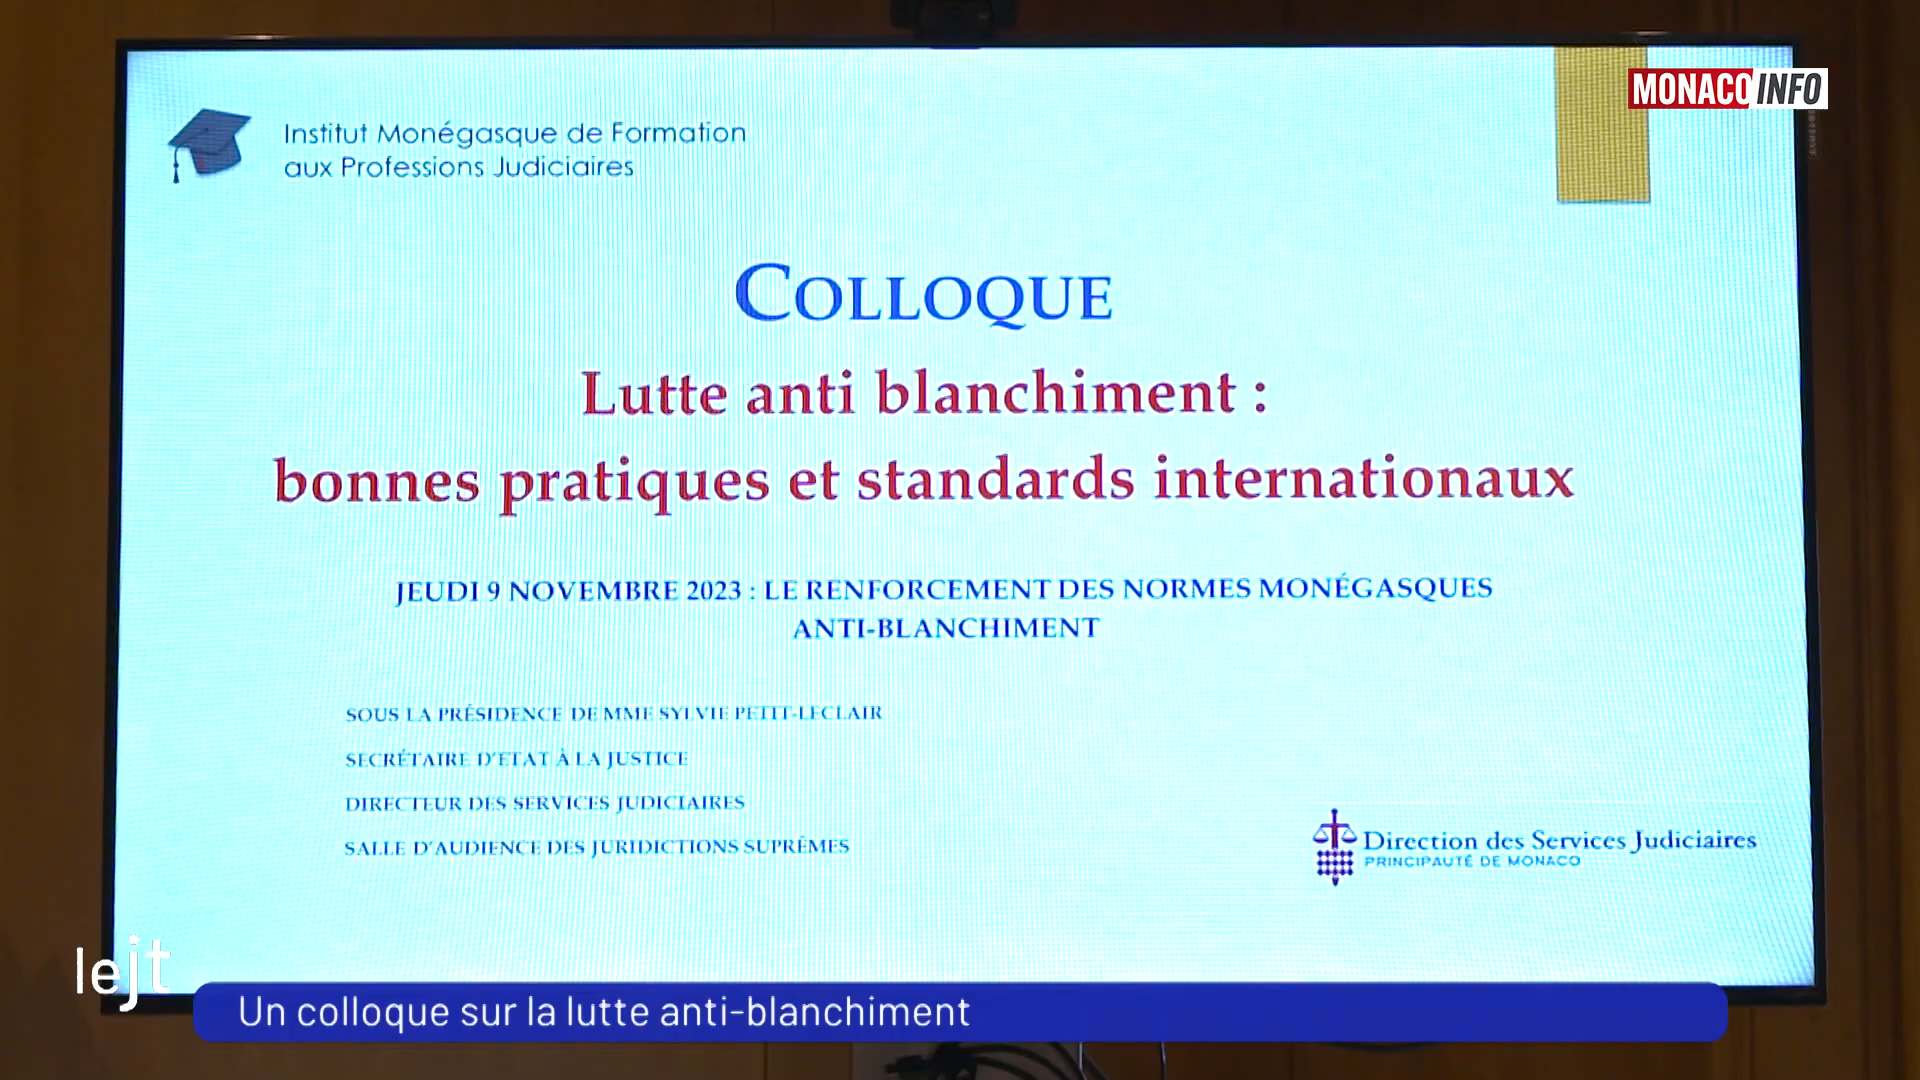 MONACO INFO
Institut Monégasque de Formation
aux Professions Judiciaires
COLLOQUE
Lutte anti blanchiment :
bonnes pratiques et standards internationaux
JEUDI 9 NOVEMBRE 2023 : LE RENFORCEMENT DES NORMES MONÉGASQUES
ANTI-BLANCHIMENT
SOUS LA PRÉSIDENCE DE MME SYLVIE PETIT-LECLAIR
SECRÉTAIRE D'ETAT À LA JUSTICE
DIRECTEUR DES SERVICES JUDICIAIRES
SALLE D'AUDIENCE DES JURIDICTIONS SUPRÊMES
Direction des Services Judiciaires
PRINCIPAUTÉ DE MONACO
lejt
Un colloque sur la lutte anti-blanchiment